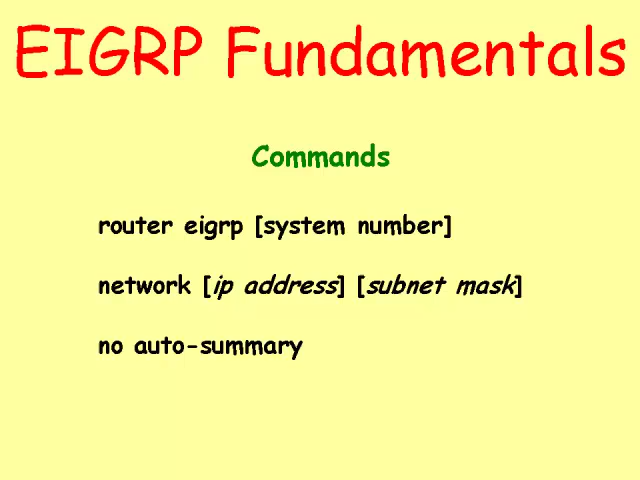 EIGRP Fundamentals
Commands
router eigrp [system number]
network [ip address] [subnet mask]
no auto-summary